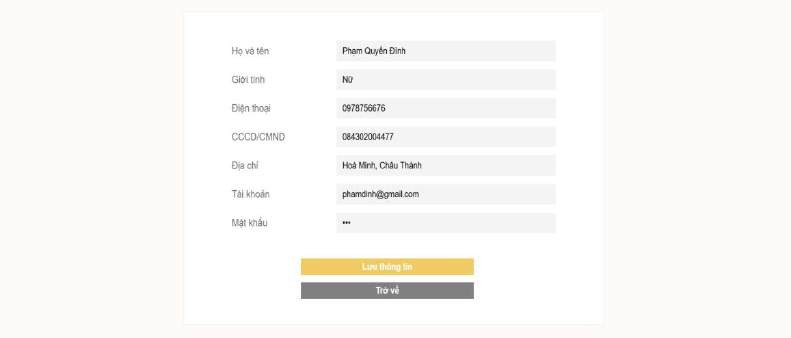 Họ và tên Phạm Quyền Đình
Giới tính Nữ
Điện thoại 0978756676
CCCD/CMND 084302004477
Địa chỉ Hoà Minh, Châu Thành
Tài khoản phamdinh@gmail.com
Mật khẩu •••
Lưu thông tin
Trở về